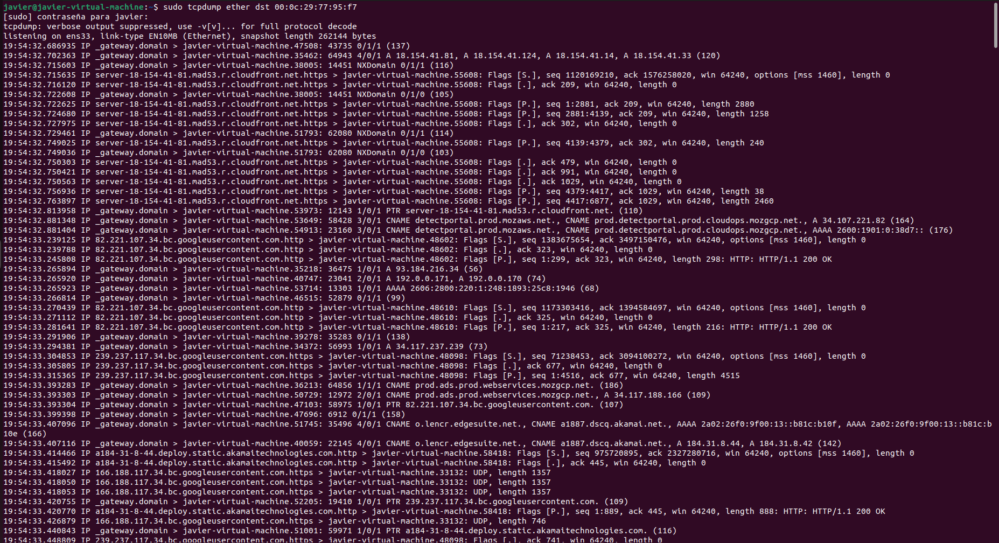 javier@javier-virtual-machine:~$ sudo tcpdump ether dst 00:0c:29:77:95:f7
[sudo] contraseña para javier:
tcpdump: verbose output suppressed, use -v[v]... for full protocol decode
listening on ens33, link-type EN10MB (Ethernet), snapshot length 262144 bytes
19:54:32.686935 IP _gateway.domain > javier-virtual-machine.47508: 43735 0/1/1 (137)
19:54:32.702363 IP _gateway.domain > javier-virtual-machine.35462: 64943 4/0/1 A 18.154.41.81, A 18.154.41.124, A 18.154.41.14, A 18.154.41.33 (120)
19:54:32.715603 IP _gateway.domain > javier-virtual-machine.38005: 14451 NXDomain 0/1/1 (116)
19:54:32.715635 IP server-18-154-41-81.mad53.r.cloudfront.net.https > javier-virtual-machine.55608: Flags [S.], seq 1120169210, ack 1576258020, win 64240, options [mss 1460], length 0
19:54:32.716120 IP server-18-154-41-81.mad53.r.cloudfront.net.https > javier-virtual-machine.55608: Flags [.], ack 209, win 64240, length 0
19:54:32.722608 IP _gateway.domain > javier-virtual-machine.38005: 14451 NXDomain 0/1/0 (105)
19:54:32.722625 IP server-18-154-41-81.mad53.r.cloudfront.net.https > javier-virtual-machine.55608: Flags [P.], seq 1:2881, ack 209, win 64240, length 2880
19:54:32.724680 IP server-18-154-41-81.mad53.r.cloudfront.net.https > javier-virtual-machine.55608: Flags [P.], seq 2881:4139, ack 209, win 64240, length 1258
19:54:32.727975 IP server-18-154-41-81.mad53.r.cloudfront.net.https > javier-virtual-machine.55608: Flags [.], ack 302, win 64240, length 0
19:54:32.729461 IP _gateway.domain > javier-virtual-machine.51793: 62080 NXDomain 0/1/1 (114)
19:54:32.749025 IP server-18-154-41-81.mad53.r.cloudfront.net.https > javier-virtual-machine.55608: Flags [P.], seq 4139:4379, ack 302, win 64240, length 240
19:54:32.749036 IP _gateway.domain > javier-virtual-machine.51793: 62080 NXDomain 0/1/0 (103)
19:54:32.750303 IP server-18-154-41-81.mad53.r.cloudfront.net.https > javier-virtual-machine.55608: Flags [.], ack 479, win 64240, length 0
19:54:32.750421 IP server-18-154-41-81.mad53.r.cloudfront.net.https > javier-virtual-machine.55608: Flags [.], ack 991, win 64240, length 0
19:54:32.750563 IP server-18-154-41-81.mad53.r.cloudfront.net.https > javier-virtual-machine.55608: Flags [.], ack 1029, win 64240, length 0
19:54:32.756936 IP server-18-154-41-81.mad53.r.cloudfront.net.https > javier-virtual-machine.55608: Flags [P.], seq 4379:4417, ack 1029, win 64240, length 38
19:54:32.763897 IP server-18-154-41-81.mad53.r.cloudfront.net.https > javier-virtual-machine.55608: Flags [P.], seq 4417:6877, ack 1029, win 64240, length 2460
19:54:32.813958 IP _gateway.domain > javier-virtual-machine.53973: 12143 1/0/1 PTR server-18-154-41-81.mad53.r.cloudfront.net. (110)
19:54:32.881348 IP _gateway.domain > javier-virtual-machine.53649: 58428 3/0/1 CNAME detectportal.prod.mozaws.net., CNAME prod.detectportal.prod.cloudops.mozgcp.net., A 34.107.221.82 (164)
19:54:32.881404 IP _gateway.domain > javier-virtual-machine.54913: 23160 3/0/1 CNAME detectportal.prod.mozaws.net., CNAME prod.detectportal.prod.cloudops.mozgcp.net., AAAA 2600:1901:0:38d7:: (176)
19:54:33.239125 IP 82.221.107.34.bc.googleusercontent.com.http > javier-virtual-machine.48602: Flags [S.], seq 1383675654, ack 3497150476, win 64240, options [mss 1460], length 0
19:54:33.239788 IP 82.221.107.34.bc.googleusercontent.com.http > javier-virtual-machine.48602: Flags [.], ack 323, win 64240, length 0
19:54:33.245808 IP 82.221.107.34.bc.googleusercontent.com.http > javier-virtual-machine.48602: Flags [P.], seq 1:299, ack 323, win 64240, length 298: HTTP: HTTP/1.1 200 OK
19:54:33.265894 IP _gateway.domain > javier-virtual-machine.35218: 36475 1/0/1 A 93.184.216.34 (56)
19:54:33.265920 IP _gateway.domain > javier-virtual-machine.40747: 23041 2/0/1 A 192.0.0.171, A 192.0.0.170 (74)
19:54:33.265923 IP _gateway.domain > javier-virtual-machine.53714: 13303 1/0/1 AAAA 2606:2800:220:1:248:1893:25c8:1946 (68)
19:54:33.266814 IP _gateway.domain > javier-virtual-machine.46515: 52879 0/1/1 (99)
19:54:33.270439 IP 82.221.107.34.bc.googleusercontent.com.http > javier-virtual-machine.48610: Flags [S.], seq 1173303416, ack 1394584697, win 64240, options [mss 1460], length 0
19:54:33.271112 IP 82.221.107.34.bc.googleusercontent.com.http > javier-virtual-machine.48610: Flags [.], ack 325, win 64240, length 0
19:54:33.281641 IP 82.221.107.34.bc.googleusercontent.com.http > javier-virtual-machine.48610: Flags [P.], seq 1:217, ack 325, win 64240, length 216: HTTP: HTTP/1.1 200 OK
19:54:33.291906 IP _gateway.domain > javier-virtual-machine.39278: 35283 0/1/1 (138)
19:54:33.294381 IP _gateway.domain > javier-virtual-machine.34372: 56993 1/0/1 A 34.117.237.239 (73)
19:54:33.304853 IP 239.237.117.34.bc.googleusercontent.com.https > javier-virtual-machine.48098: Flags [S.], seq 71238453, ack 3094100272, win 64240, options [mss 1460], length 0
19:54:33.305805 IP 239.237.117.34.bc.googleusercontent.com.https > javier-virtual-machine.48098: Flags [.], ack 677, win 64240, length 0
19:54:33.315365 IP 239.237.117.34.bc.googleusercontent.com.https > javier-virtual-machine.48098: Flags [P.], seq 1:4516, ack 677, win 64240, length 4515
19:54:33.393283 IP _gateway.domain > javier-virtual-machine.36213: 64856 1/1/1 CNAME prod.ads.prod.webservices.mozgcp.net. (186)
19:54:33.393303 IP _gateway.domain > javier-virtual-machine.50729: 12972 2/0/1 CNAME prod.ads.prod.webservices.mozgcp.net., A 34.117.188.166 (109)
19:54:33.393304 IP _gateway.domain > javier-virtual-machine.47103: 58975 1/0/1 PTR 82.221.107.34.bc.googleusercontent.com. (107)
19:54:33.399398 IP _gateway.domain > javier-virtual-machine.47696: 6912 0/1/1 (158)
19:54:33.407096 IP _gateway.domain > javier-virtual-machine.51745: 35496 4/0/1 CNAME o.lencr.edgesuite.net., CNAME a1887.dscq.akamai.net., AAAA 2a02:26f0:9f00:13::b81c:b10f, AAAA 2a02:26f0:9f00:13::b81c:b
10e (166)
19:54:33.407116 IP _gateway.domain > javier-virtual-machine.40059: 22145 4/0/1 CNAME o.lencr.edgesuite.net., CNAME a1887.dscq.akamai.net., A 184.31.8.44, A 184.31.8.42 (142)
19:54:33.414466 IP a184-31-8-44.deploy.static.akamaitechnologies.com.http > javier-virtual-machine.58418: Flags [S.], seq 975720895, ack 2327280716, win 64240, options [mss 1460], length 0
19:54:33.415492 IP a184-31-8-44.deploy.static.akamaitechnologies.com.http > javier-virtual-machine.58418: Flags [.], ack 445, win 64240, length 0
19:54:33.418027 IP 166.188.117.34.bc.googleusercontent.com.https > javier-virtual-machine.33132: UDP, length 1357
19:54:33.418050 IP 166.188.117.34.bc.googleusercontent.com.https > javier-virtual-machine.33132: UDP, length 1357
19:54:33.418053 IP 166.188.117.34.bc.googleusercontent.com.https > javier-virtual-machine.33132: UDP, length 1357
19:54:33.420755 IP _gateway.domain > javier-virtual-machine.52205: 19410 1/0/1 PTR 239.237.117.34.bc.googleusercontent.com. (109)
19:54:33.420770 IP a184-31-8-44.deploy.static.akamaitechnologies.com.http > javier-virtual-machine.58418: Flags [P.], seq 1:889, ack 445, win 64240, length 888: HTTP: HTTP/1.1 200 OK
19:54:33.426879 IP 166.188.117.34.bc.googleusercontent.com.https > javier-virtual-machine.33132: UDP, length 746
19:54:33.440843 IP _gateway.domain > javier-virtual-machine.51001: 59971 1/0/1 PTR a184-31-8-44.deploy.static.akamaitechnologies.com. (116)
19:54:33.448809 IP 239.237.117.34.bc.googleusercontent.com.https > javier-virtual-machine.48098: Flags [.], ack 741, win 64240, length 0